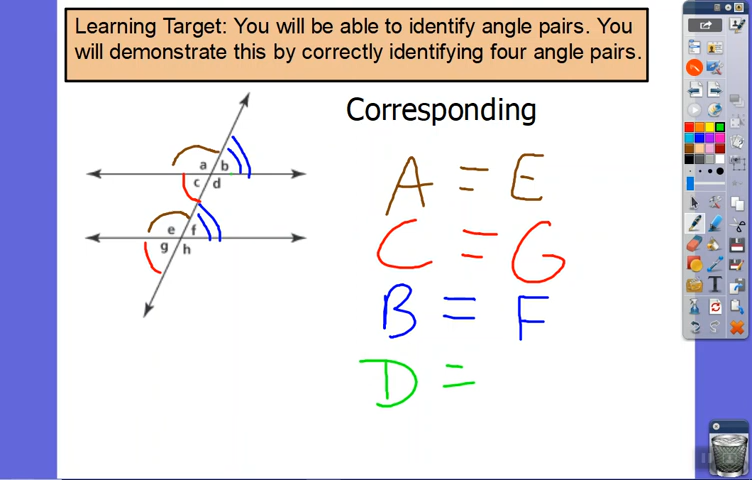 Learning Target: You will be able to identify angle pairs. You
will demonstrate this by correctly identifying four angle pairs.
Corresponding
a b
c d
e f
g h
A = E
C = G
B = F
D =
T